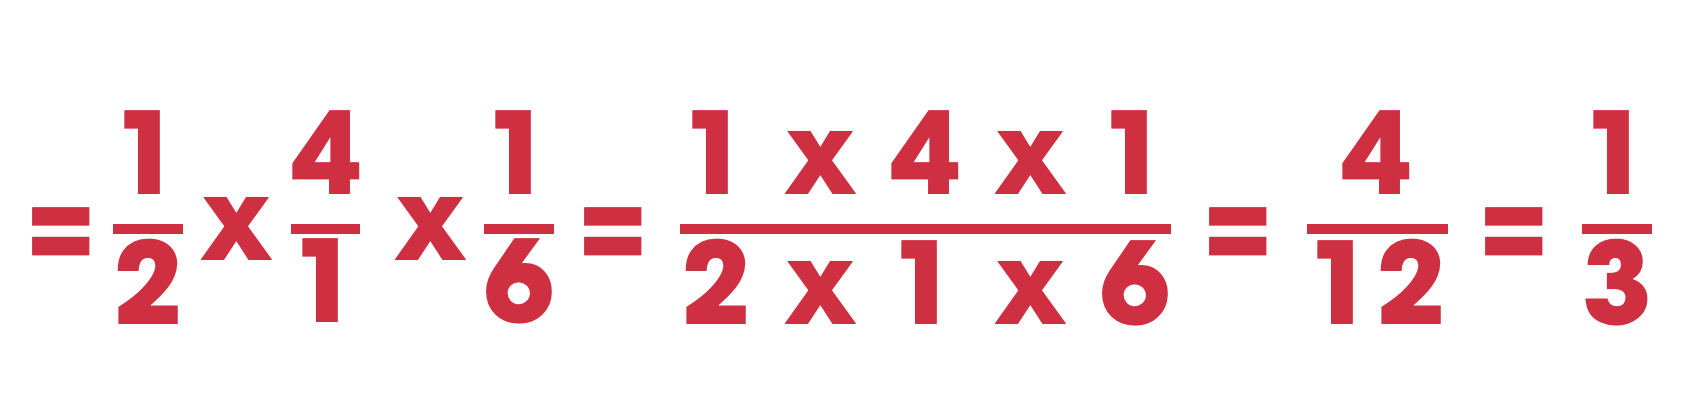 = 1/2 x 4/1 x 1/6 = 1 x 4 x 1/2 x 1 x 6 = 4/12 = 1/3